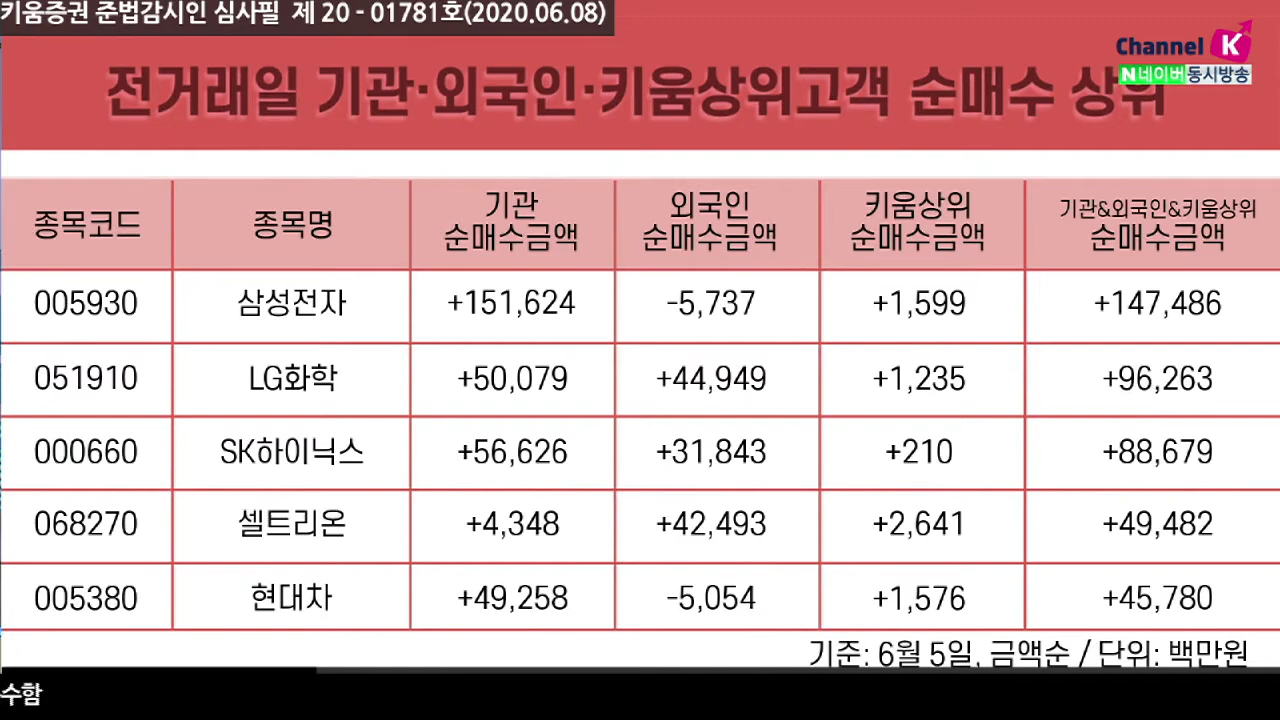 키움증권 준법감시인 심사필 제 20 - 01781호(2020.06.08)
Channel K
N 네이버 동시방송
전거래일 기관·외국인·키움상위고객 순매수 상위
종목코드 종목명 기관 순매수금액 외국인 순매수금액 키움상위 순매수금액 기관&외국인&키움상위 순매수금액
005930 삼성전자 +151,624 -5,737 +1,599 +147,486
051910 LG화학 +50,079 +44,949 +1,235 +96,263
000660 SK하이닉스 +56,626 +31,843 +210 +88,679
068270 셀트리온 +4,348 +42,493 +2,641 +49,482
005380 현대차 +49,258 -5,054 +1,576 +45,780
기준: 6월 5일, 금액순 / 단위: 백만원
수함